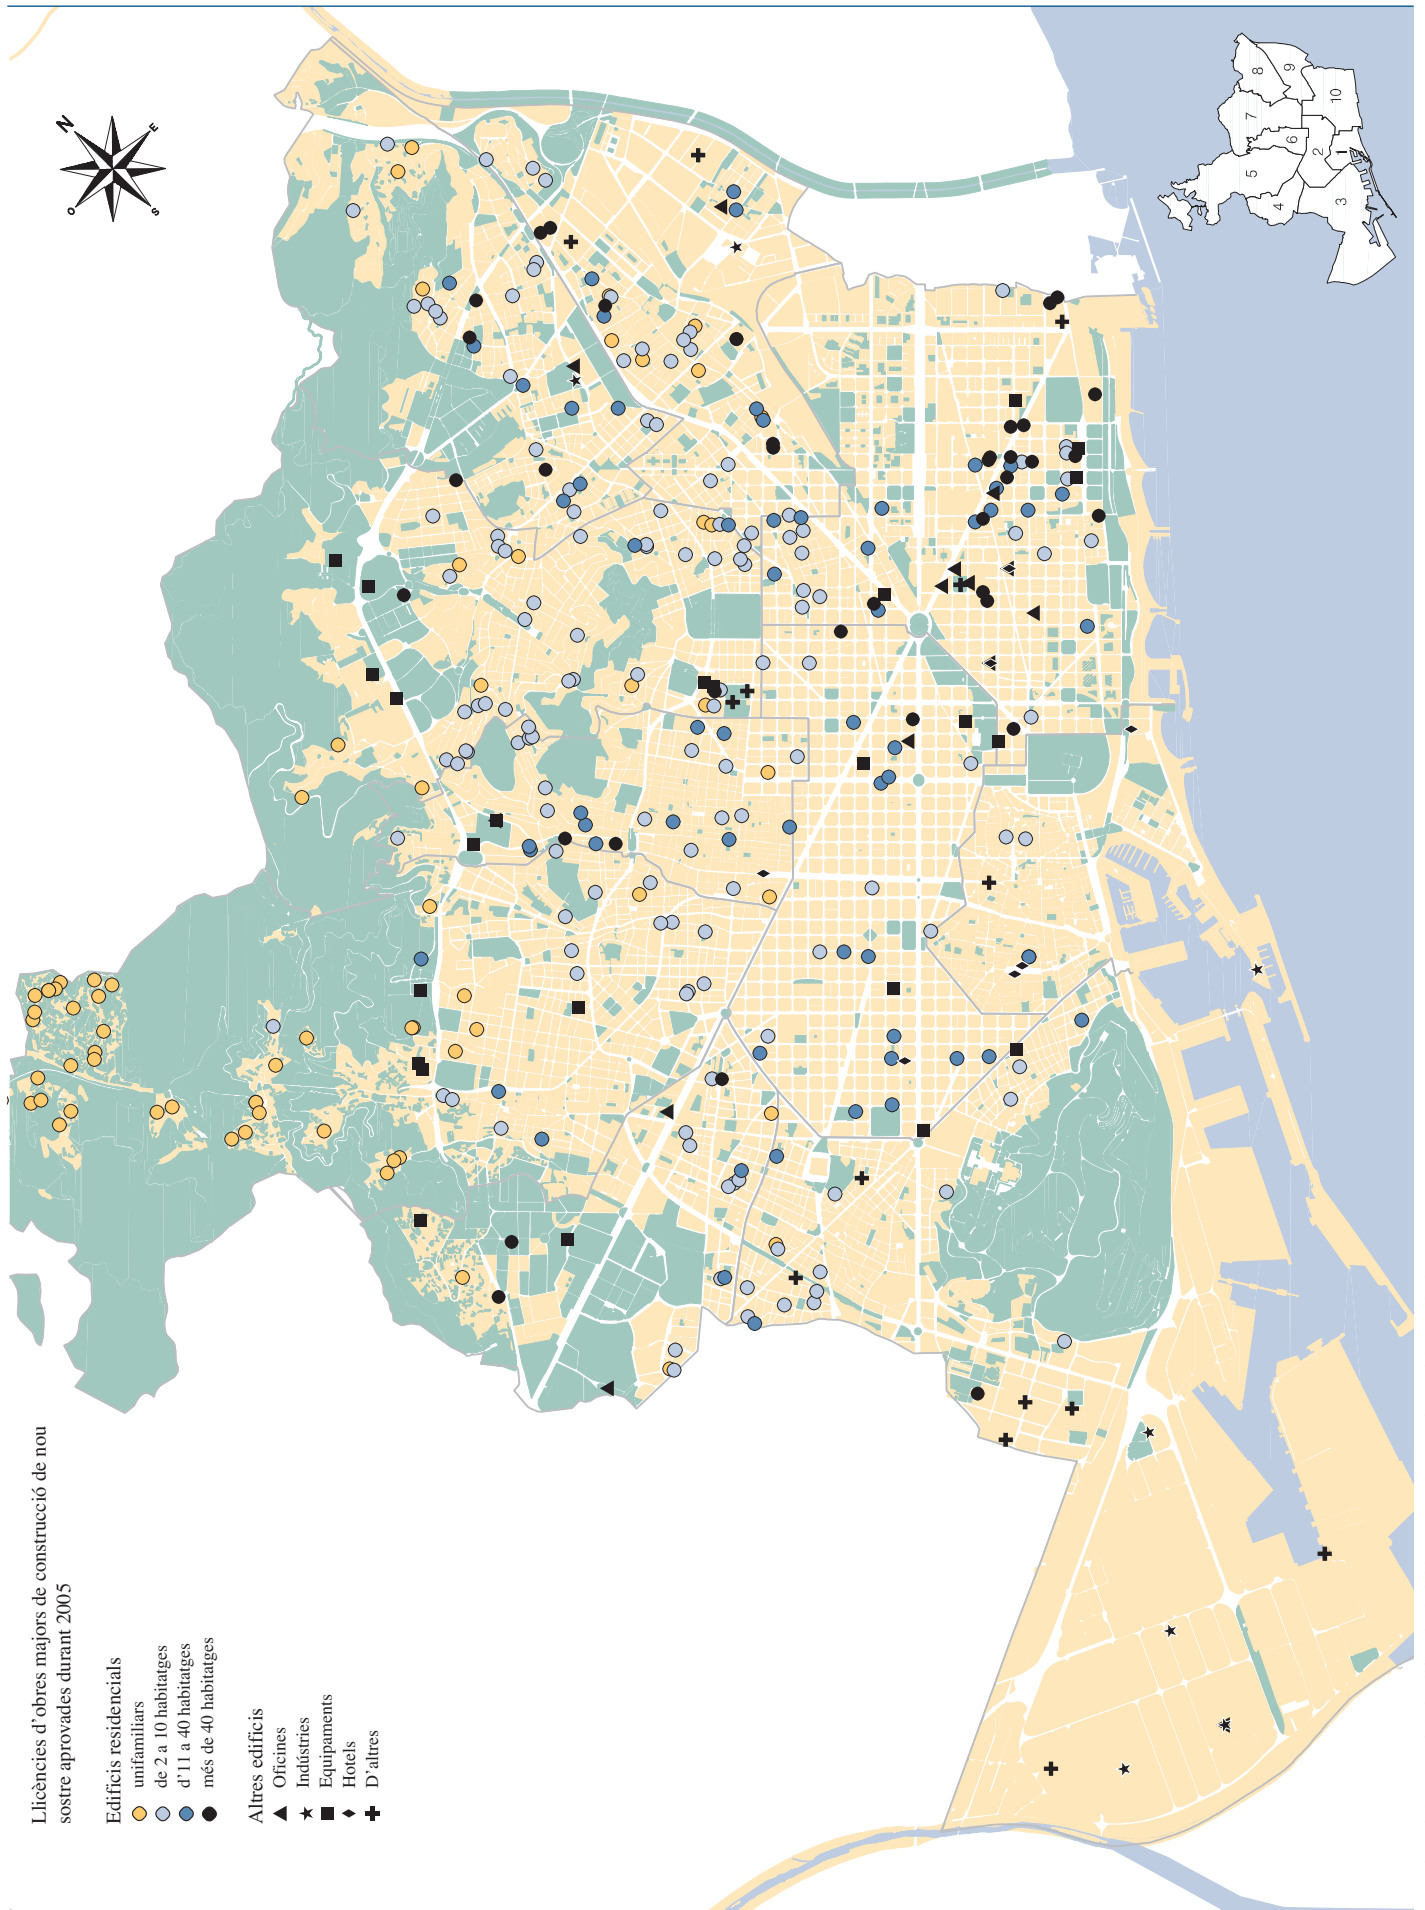 Llicències d'obres majors de construcció de nou
sostre aprovades durant 2005
Edificis residencials
unifamiliars
de 2 a 10 habitatges
d'11 a 40 habitatges
més de 40 habitatges
Altres edificis
Oficines
Indústries
Equipaments
Hotels
D'altres
N
E
S
O
1
2
3
4
5
6
7
8
9
10